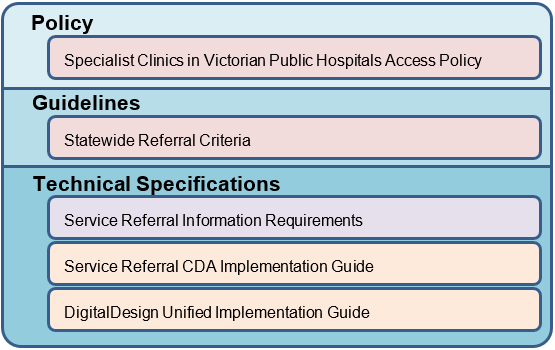 Policy
Specialist Clinics in Victorian Public Hospitals Access Policy
Guidelines
Statewide Referral Criteria
Technical Specifications
Service Referral Information Requirements
Service Referral CDA Implementation Guide
DigitalDesign Unified Implementation Guide